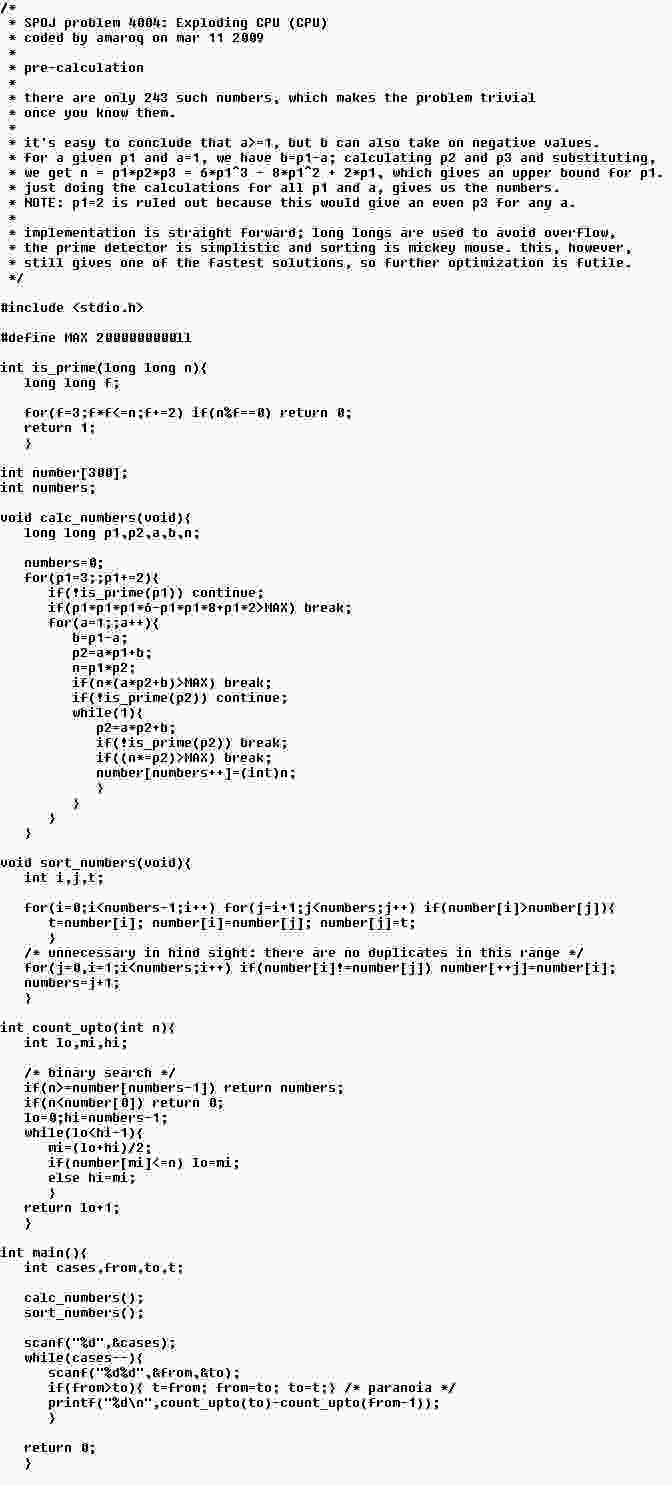 /*
 * SPOJ problem 4004: Exploding CPU (CPU)
 * coded by amaroq on mar 11 2009
 *
 * pre-calculation
 *
 * there are only 243 such numbers, which makes the problem trivial
 * once you know them.
 *
 * it's easy to conclude that a>=1, but b can also take on negative values.
 * for a given p1 and a=1, we have b=p1-a; calculating p2 and p3 and substituting,
 * we get n = p1*p2*p3 = 6*p1^3 - 8*p1^2 + 2*p1, which gives an upper bound for p1.
 * just doing the calculations for all p1 and a, gives us the numbers.
 * NOTE: p1=2 is ruled out because this would give an even p3 for any a.
 *
 * implementation is straight forward; long longs are used to avoid overflow,
 * the prime detector is simplistic and sorting is mickey mouse. this, however,
 * still gives one of the fastest solutions, so further optimization is futile.
 */

#include <stdio.h>

#define MAX 2000000000ll

int is_prime(long long n){
   long long f;

   for(f=3;f*f<=n;f+=2) if(n%f==0) return 0;
   return 1;
   }

int number[300];
int numbers;

void calc_numbers(void){
   long long p1,p2,a,b,n;

   numbers=0;
   for(p1=3;;p1+=2){
      if(!is_prime(p1)) continue;
      if(p1*p1*p1*6-p1*p1*8+p1*2>MAX) break;
      for(a=1;;a++){
         b=p1-a;
         p2=a*p1+b;
         n=p1*p2;
         if(n*(a*p2+b)>MAX) break;
         if(!is_prime(p2)) continue;
         while(1){
            p2=a*p2+b;
            if(!is_prime(p2)) break;
            if((n*=p2)>MAX) break;
            number[numbers++]=(int)n;
            }
         }
      }
   }

void sort_numbers(void){
   int i,j,t;

   for(i=0;i<numbers-1;i++) for(j=i+1;j<numbers;j++) if(number[i]>number[j]){
      t=number[i]; number[i]=number[j]; number[j]=t;
      }
   /* unnecessary in hind sight: there are no duplicates in this range */
   for(j=0,i=1;i<numbers;i++) if(number[i]!=number[j]) number[++j]=number[i];
   numbers=j+1;
   }

int count_upto(int n){
   int lo,mi,hi;

   /* binary search */
   if(n>=number[numbers-1]) return numbers;
   if(n<number[0]) return 0;
   lo=0;hi=numbers-1;
   while(lo<hi-1){
      mi=(lo+hi)/2;
      if(number[mi]<=n) lo=mi;
      else hi=mi;
      }
   return lo+1;
   }

int main(){
   int cases,from,to,t;

   calc_numbers();
   sort_numbers();

   scanf("%d",&cases);
   while(cases--){
      scanf("%d%d",&from,&to);
      if(from>to){ t=from; from=to; to=t;} /* paranoia */
      printf("%d\n",count_upto(to)-count_upto(from-1));
      }

   return 0;
   }